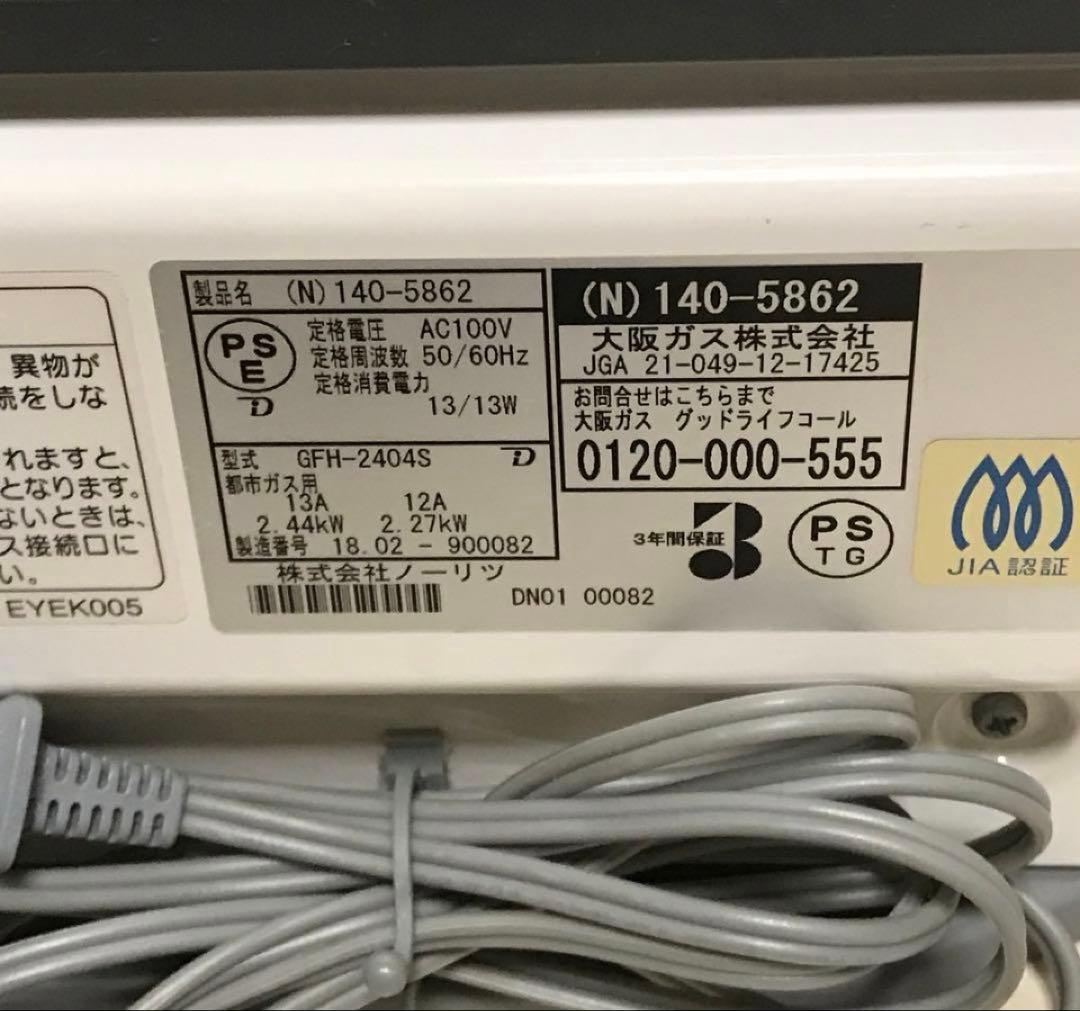 異物が
続をしな
れますと、
となります。
ないときは、
ス接続口に
い。
EYEK005
製品名 (N)140-5862
PS
E
定格電圧 AC100V
定格周波数 50/60Hz
定格消費電力
13/13W
型式 GFH-2404S
都市ガス用
13A 12A
2.44kW 2.27kW
製造番号 18.02 - 900082
株式会社ノーリツ
DN01 00082
(N)140-5862
大阪ガス株式会社
JGA 21-049-12-17425
お問合せはこちらまで
大阪ガス グッドライフコール
0120-000-555
3年間保証
PS
TG
JIA認証